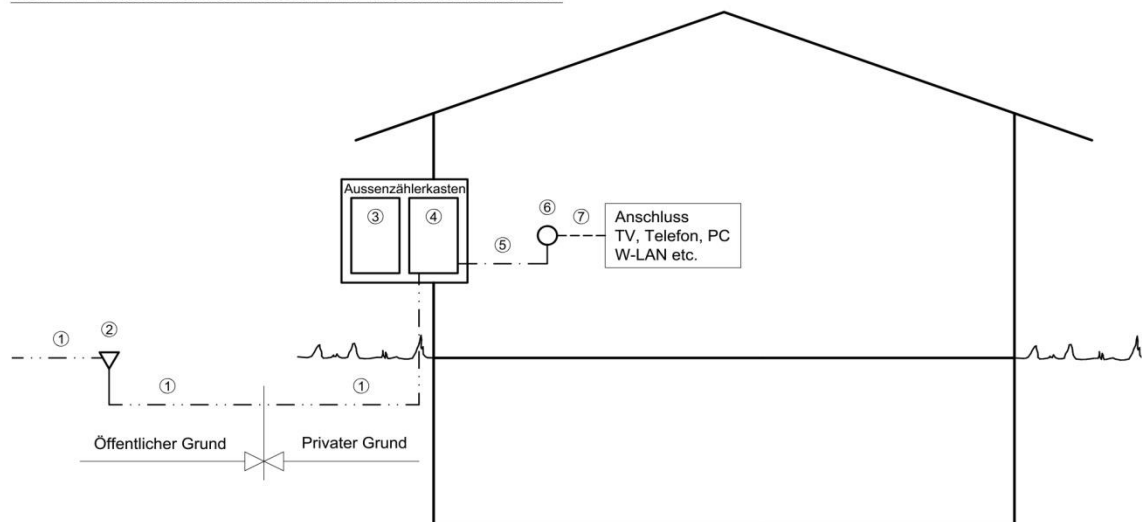 Aussenzählerkasten
③ ④
⑥ ⑦
⑤
Anschluss
TV, Telefon, PC
W-LAN etc.
① ②
① ①
Öffentlicher Grund Privater Grund